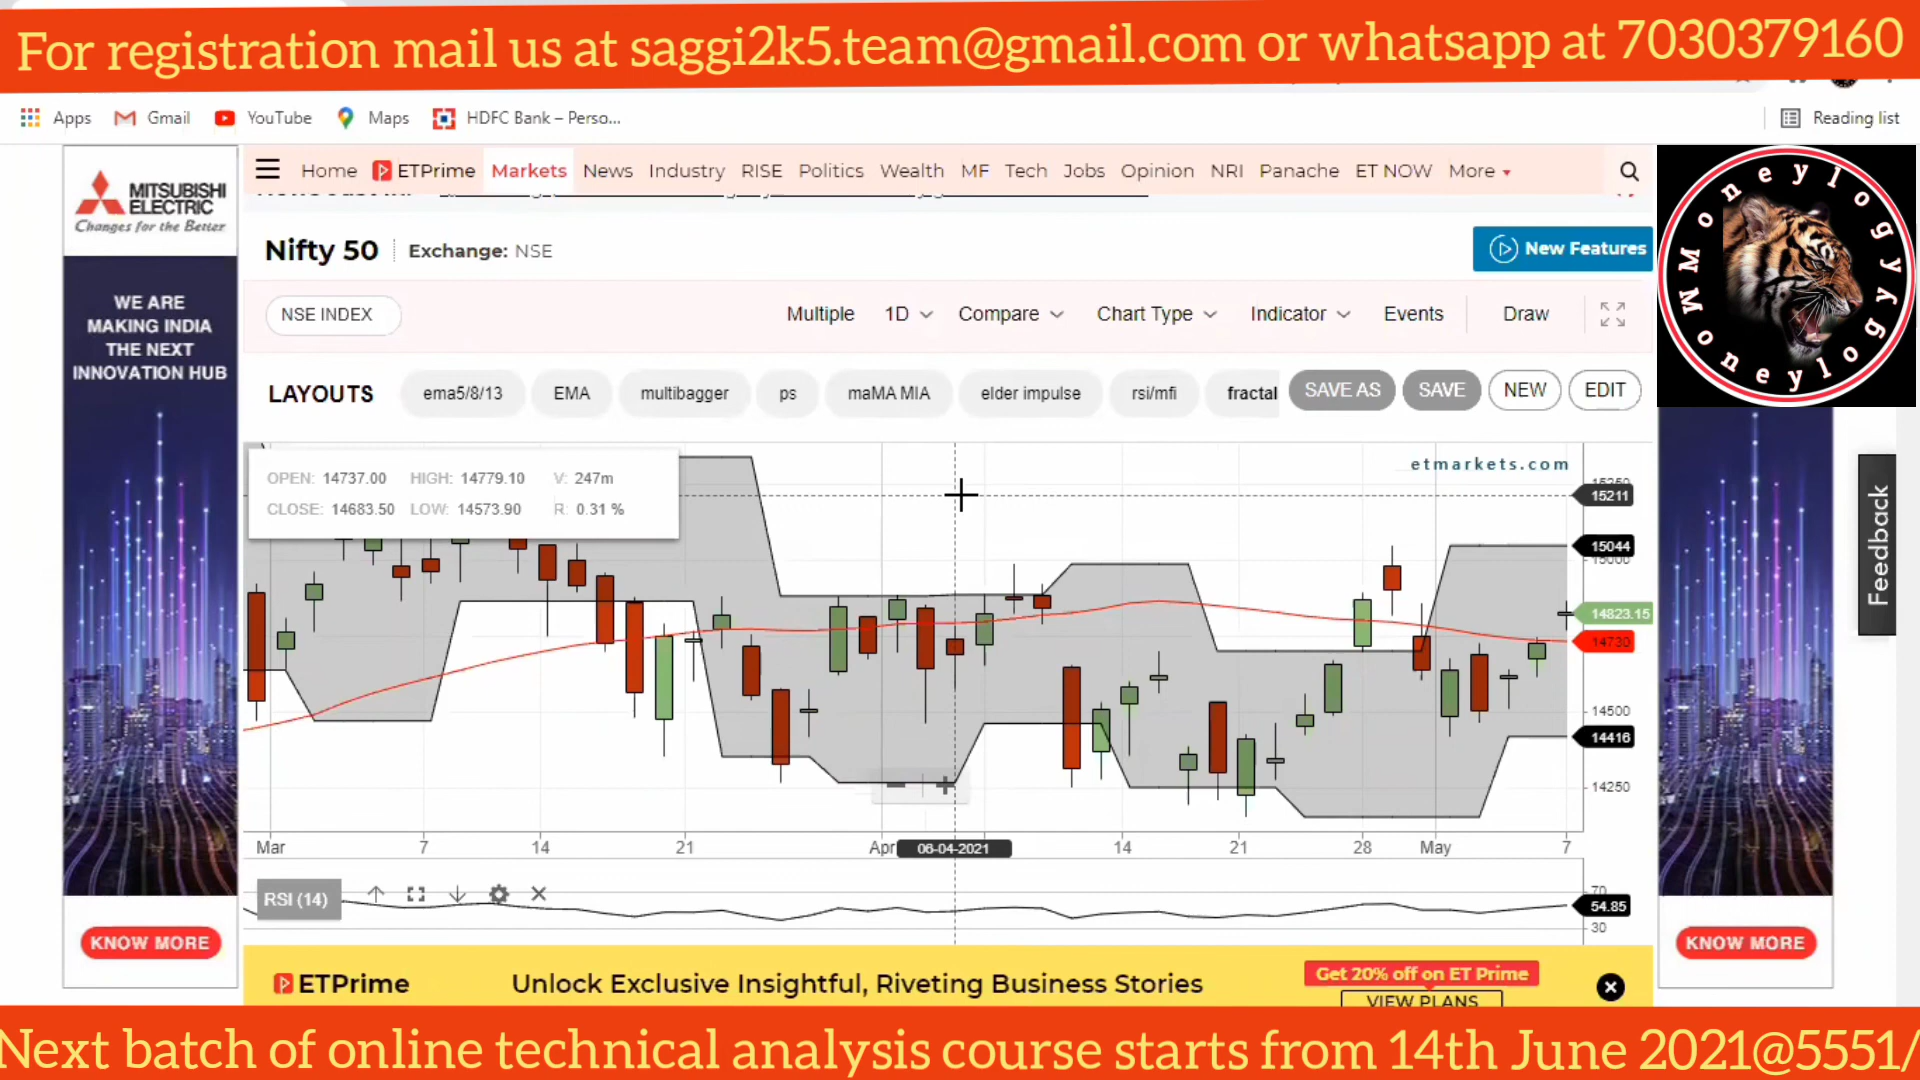 For registration mail us at saggi2k5.team@gmail.com or whatsapp at 7030379160
Apps Gmail YouTube Maps HDFC Bank – Perso... Reading list
Home ETPrime Markets News Industry RISE Politics Wealth MF Tech Jobs Opinion NRI Panache ET NOW More
MITSUBISHI
ELECTRIC
Changes for the Better
WE ARE
MAKING INDIA
THE NEXT
INNOVATION HUB
KNOW MORE
Nifty 50 Exchange: NSE New Features
NSE INDEX Multiple 1D Compare Chart Type Indicator Events Draw
LAYOUTS ema5/8/13 EMA multibagger ps maMA MIA elder impulse rsi/mfi fractal SAVE AS SAVE NEW EDIT
OPEN: 14737.00 HIGH: 14779.10 V: 247m
CLOSE: 14683.50 LOW: 14573.90 R: 0.31 %
etmarkets.com
15250
15211
15044
15000
14823.15
14730
14500
14416
14250
Mar 7 14 21 Apr 06-04-2021 14 21 28 May 7
RSI (14)
70
54.85
30
ETPrime Unlock Exclusive Insightful, Riveting Business Stories Get 20% off on ET Prime
VIEW PLANS
Moneylogyy Moneylogyy
Feedback
KNOW MORE
Next batch of online technical analysis course starts from 14th June 2021@5551/